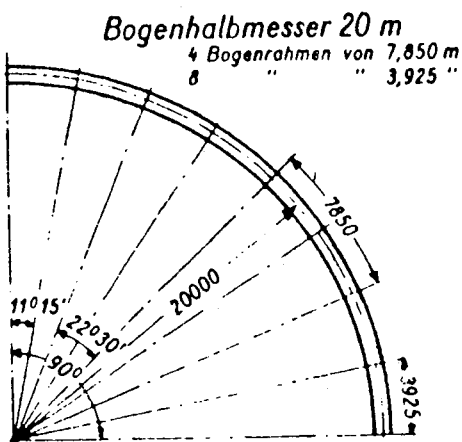 Bogenhalbmesser 20 m
4 Bogenrahmen von 7,850 m
8 " " 3,925 "
7850
20000
11° 15'
22° 30'
90°
3925